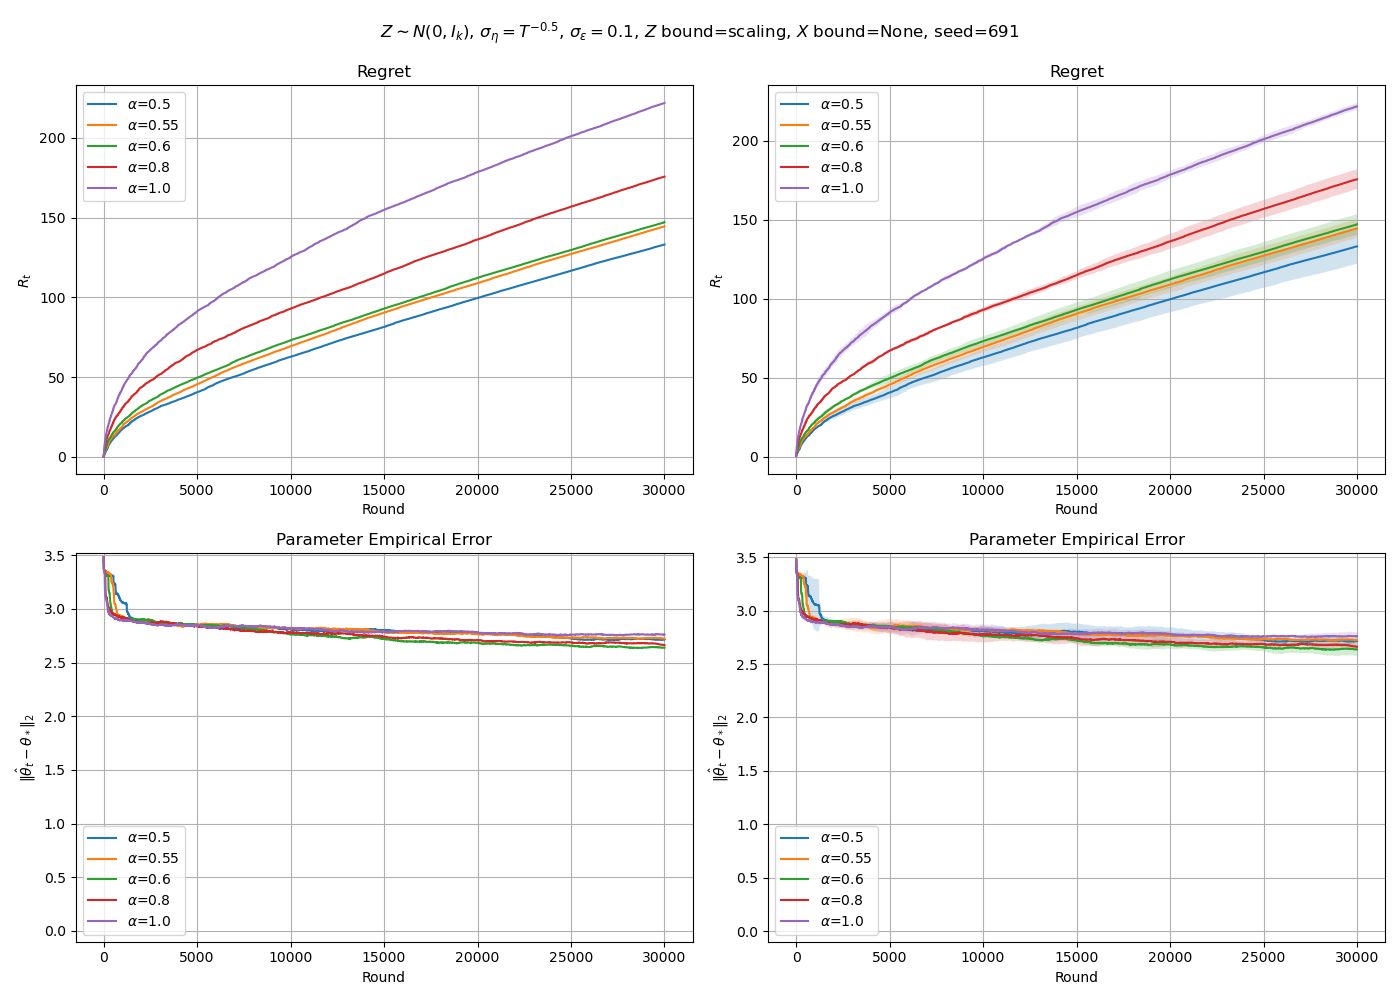 Z ~ N(0, I_k), σ_η = T^{-0.5}, σ_ε = 0.1, Z bound=scaling, X bound=None, seed=691
Regret
200
150
100
50
0
R_t
α=0.5
α=0.55
α=0.6
α=0.8
α=1.0
0 5000 10000 15000 20000 25000 30000
Round
Regret
200
150
100
50
0
R_t
α=0.5
α=0.55
α=0.6
α=0.8
α=1.0
0 5000 10000 15000 20000 25000 30000
Round
Parameter Empirical Error
3.5
3.0
2.5
2.0
1.5
1.0
0.5
0.0
‖θ̂_t − θ_*‖_2
α=0.5
α=0.55
α=0.6
α=0.8
α=1.0
0 5000 10000 15000 20000 25000 30000
Round
Parameter Empirical Error
3.5
3.0
2.5
2.0
1.5
1.0
0.5
0.0
‖θ̂_t − θ_*‖_2
α=0.5
α=0.55
α=0.6
α=0.8
α=1.0
0 5000 10000 15000 20000 25000 30000
Round